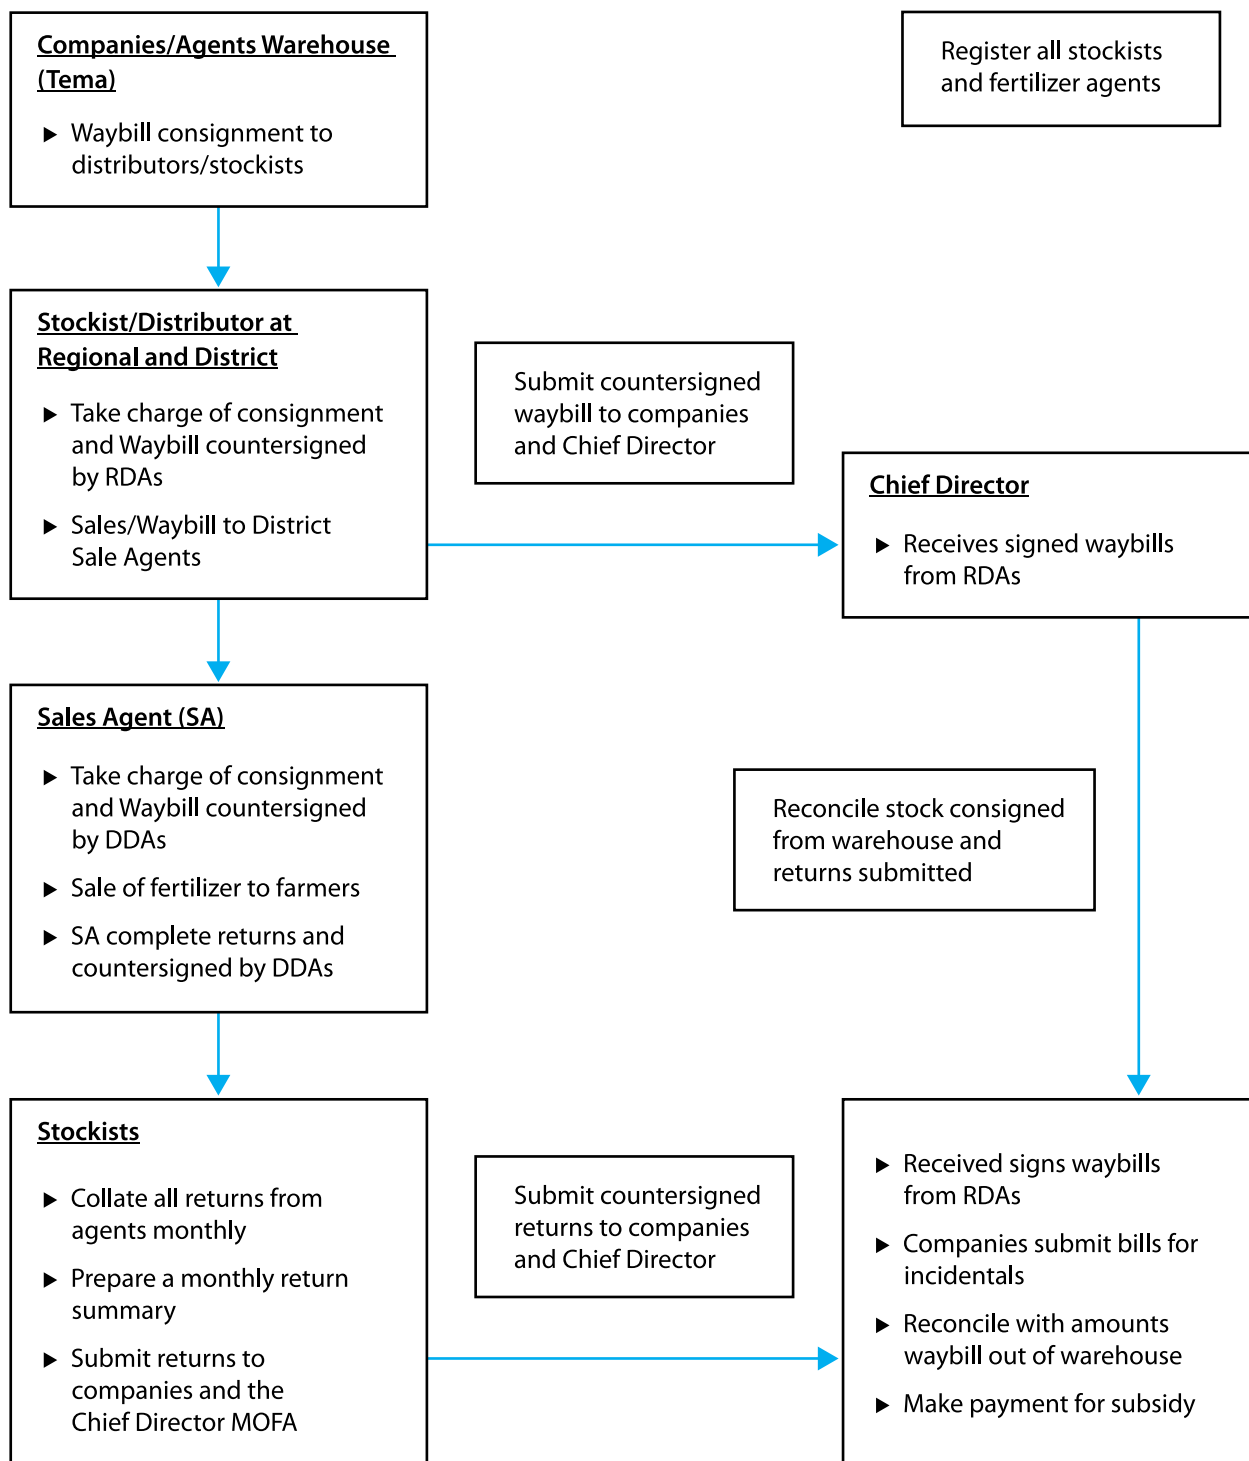 Companies/Agents Warehouse
(Tema)
► Waybill consignment to
distributors/stockists
Register all stockists
and fertilizer agents
Stockist/Distributor at
Regional and District
► Take charge of consignment
and Waybill countersigned
by RDAs
► Sales/Waybill to District
Sale Agents
Submit countersigned
waybill to companies
and Chief Director
Chief Director
► Receives signed waybills
from RDAs
Sales Agent (SA)
► Take charge of consignment
and Waybill countersigned
by DDAs
► Sale of fertilizer to farmers
► SA complete returns and
countersigned by DDAs
Reconcile stock consigned
from warehouse and
returns submitted
Stockists
► Collate all returns from
agents monthly
► Prepare a monthly return
summary
► Submit returns to
companies and the
Chief Director MOFA
Submit countersigned
returns to companies
and Chief Director
► Received signs waybills
from RDAs
► Companies submit bills for
incidentals
► Reconcile with amounts
waybill out of warehouse
► Make payment for subsidy